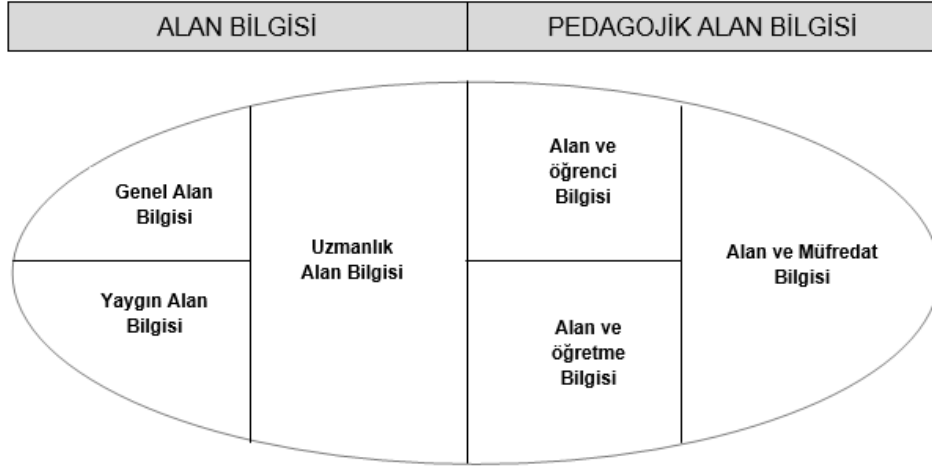 ALAN BİLGİSİ
PEDAGOJİK ALAN BİLGİSİ
Genel Alan
Bilgisi
Yaygın Alan
Bilgisi
Uzmanlık
Alan Bilgisi
Alan ve
öğrenci
Bilgisi
Alan ve
öğretme
Bilgisi
Alan ve Müfredat
Bilgisi